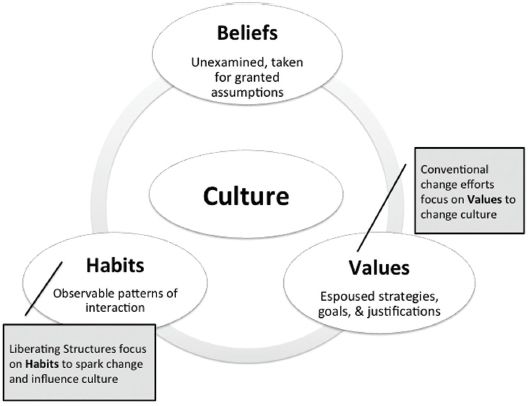 Beliefs
Unexamined, taken
for granted
assumptions
Conventional
change efforts
focus on Values to
change culture
Culture
Habits
Observable patterns of
interaction
Values
Espoused strategies,
goals, & justifications
Liberating Structures focus
on Habits to spark change
and influence culture